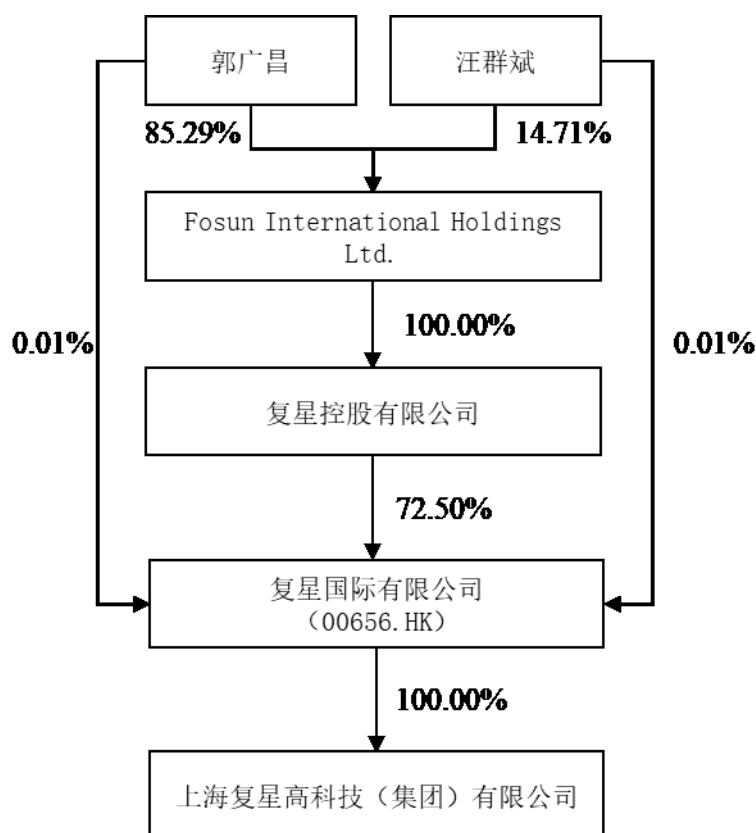 郭广昌
汪群斌
85.29%
14.71%
Fosun International Holdings
Ltd.
100.00%
0.01%
0.01%
复星控股有限公司
72.50%
复星国际有限公司
（00656.HK）
100.00%
上海复星高科技（集团）有限公司